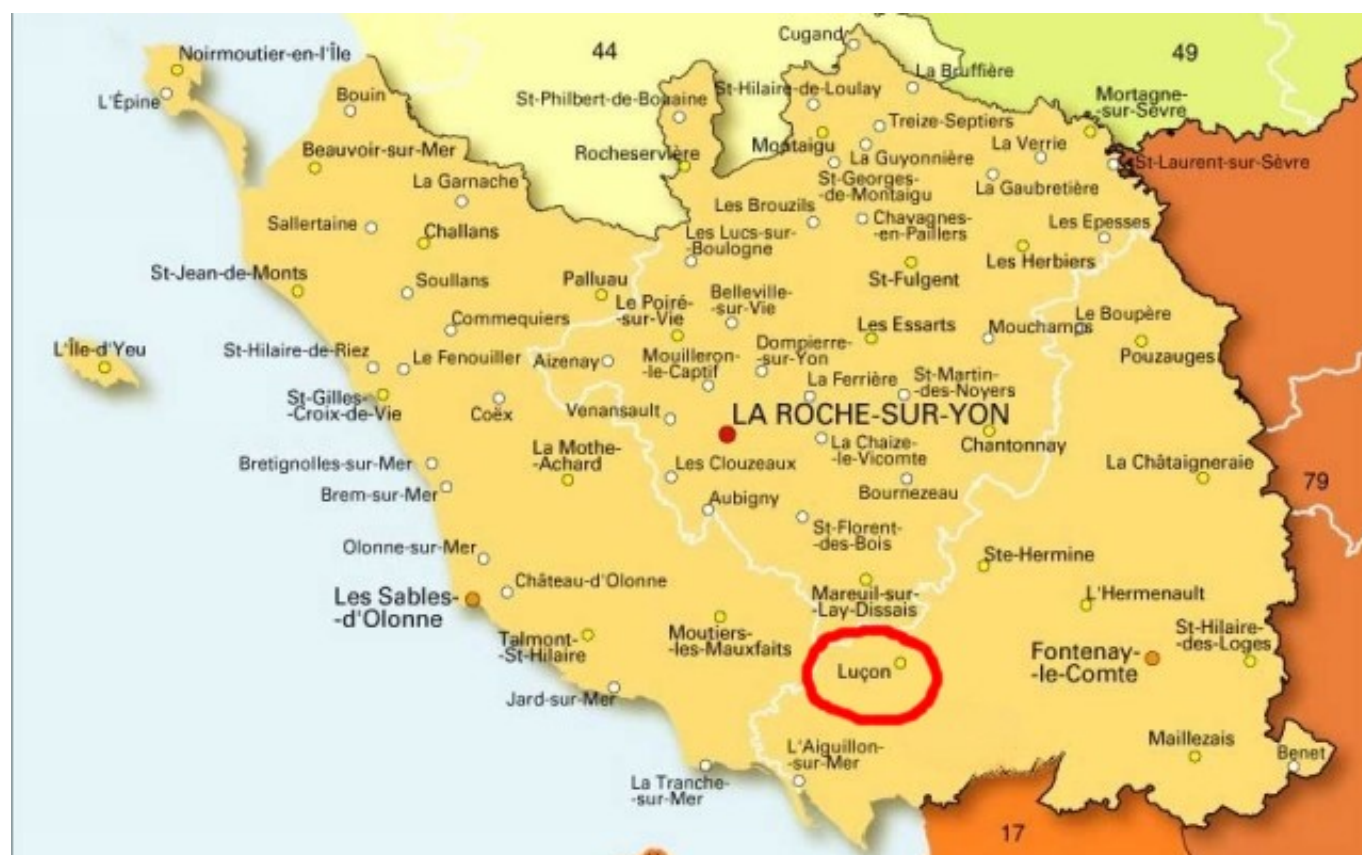 Cugand
44
49
Noirmoutier-en-l'Île
La Bruffière
L'Épine
Bouin
St-Philbert-de-Bouaine
St-Hilaire-de-Loulay
Mortagne-
-sur-Sèvre
Treize-Septiers
Beauvoir-sur-Mer
Rocheservière
Montaigu
La Verrie
La Guyonnière
St-Laurent-sur-Sèvre
La Garnache
St-Georges-
-de-Montaigu
La Gaubretière
Les Brouzils
Sallertaine
Challans
Chavagnes-
-en-Paillers
Les Epesses
Les Lucs-sur-
-Boulogne
St-Jean-de-Monts
Soullans
Palluau
St-Fulgent
Les Herbiers
Le Poiré-
-sur-Vie
Belleville-
-sur-Vie
Commequiers
Les Essarts
Mouchamps
Le Boupère
L'Île-d'Yeu
St-Hilaire-de-Riez
Le Fenouiller
Aizenay
Mouilleron-
-le-Captif
Dompierre-
-sur-Yon
Pouzauges
La Ferrière
St-Martin-
-des-Noyers
St-Gilles-
-Croix-de-Vie
Coëx
Venansault
LA ROCHE-SUR-YON
La Mothe-
-Achard
La Chaize-
-le-Vicomte
Chantonnay
Bretignolles-sur-Mer
Les Clouzeaux
La Châtaigneraie
79
Brem-sur-Mer
Aubigny
Bournezeau
St-Florent-
-des-Bois
Olonne-sur-Mer
Ste-Hermine
Château-d'Olonne
Les Sables-
-d'Olonne
Mareuil-sur-
-Lay-Dissais
L'Hermenault
Talmont-
-St-Hilaire
Moutiers-
-les-Mauxfaits
St-Hilaire-
-des-Loges
Luçon
Fontenay-
-le-Comte
Jard-sur-Mer
L'Aiguillon-
-sur-Mer
Maillezais
Benet
La Tranche-
-sur-Mer
17